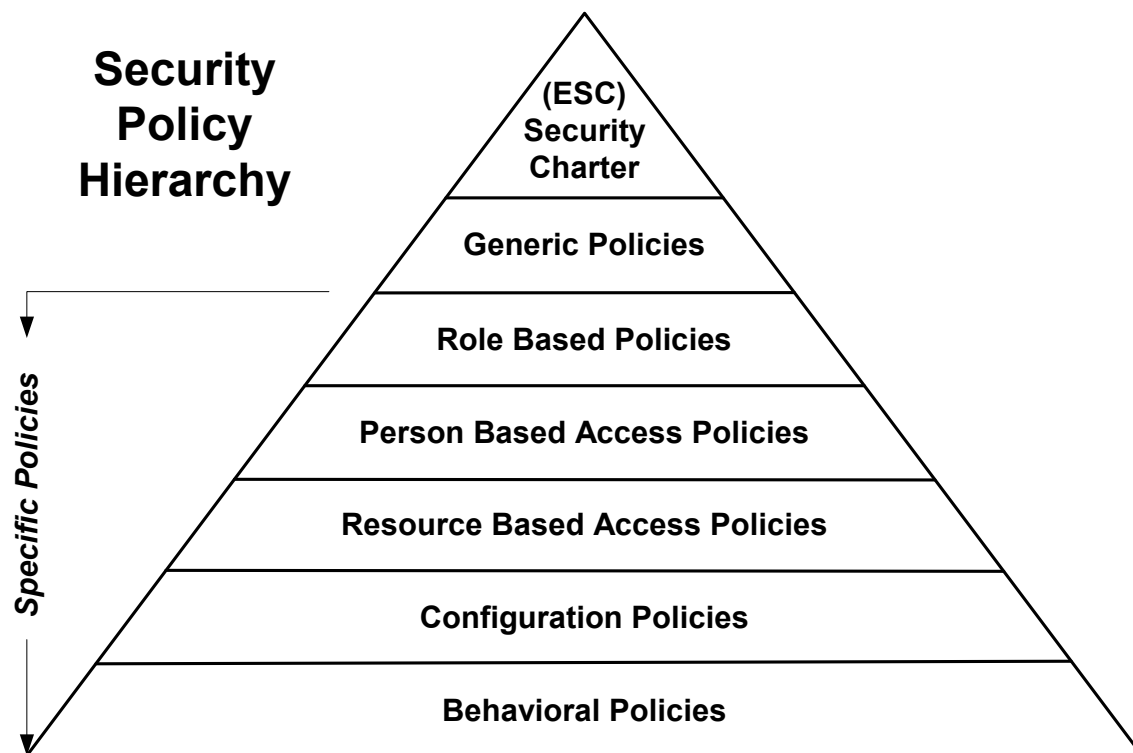 Security
Policy
Hierarchy
(ESC)
Security
Charter
Generic Policies
Role Based Policies
Person Based Access Policies
Resource Based Access Policies
Configuration Policies
Behavioral Policies
Specific Policies